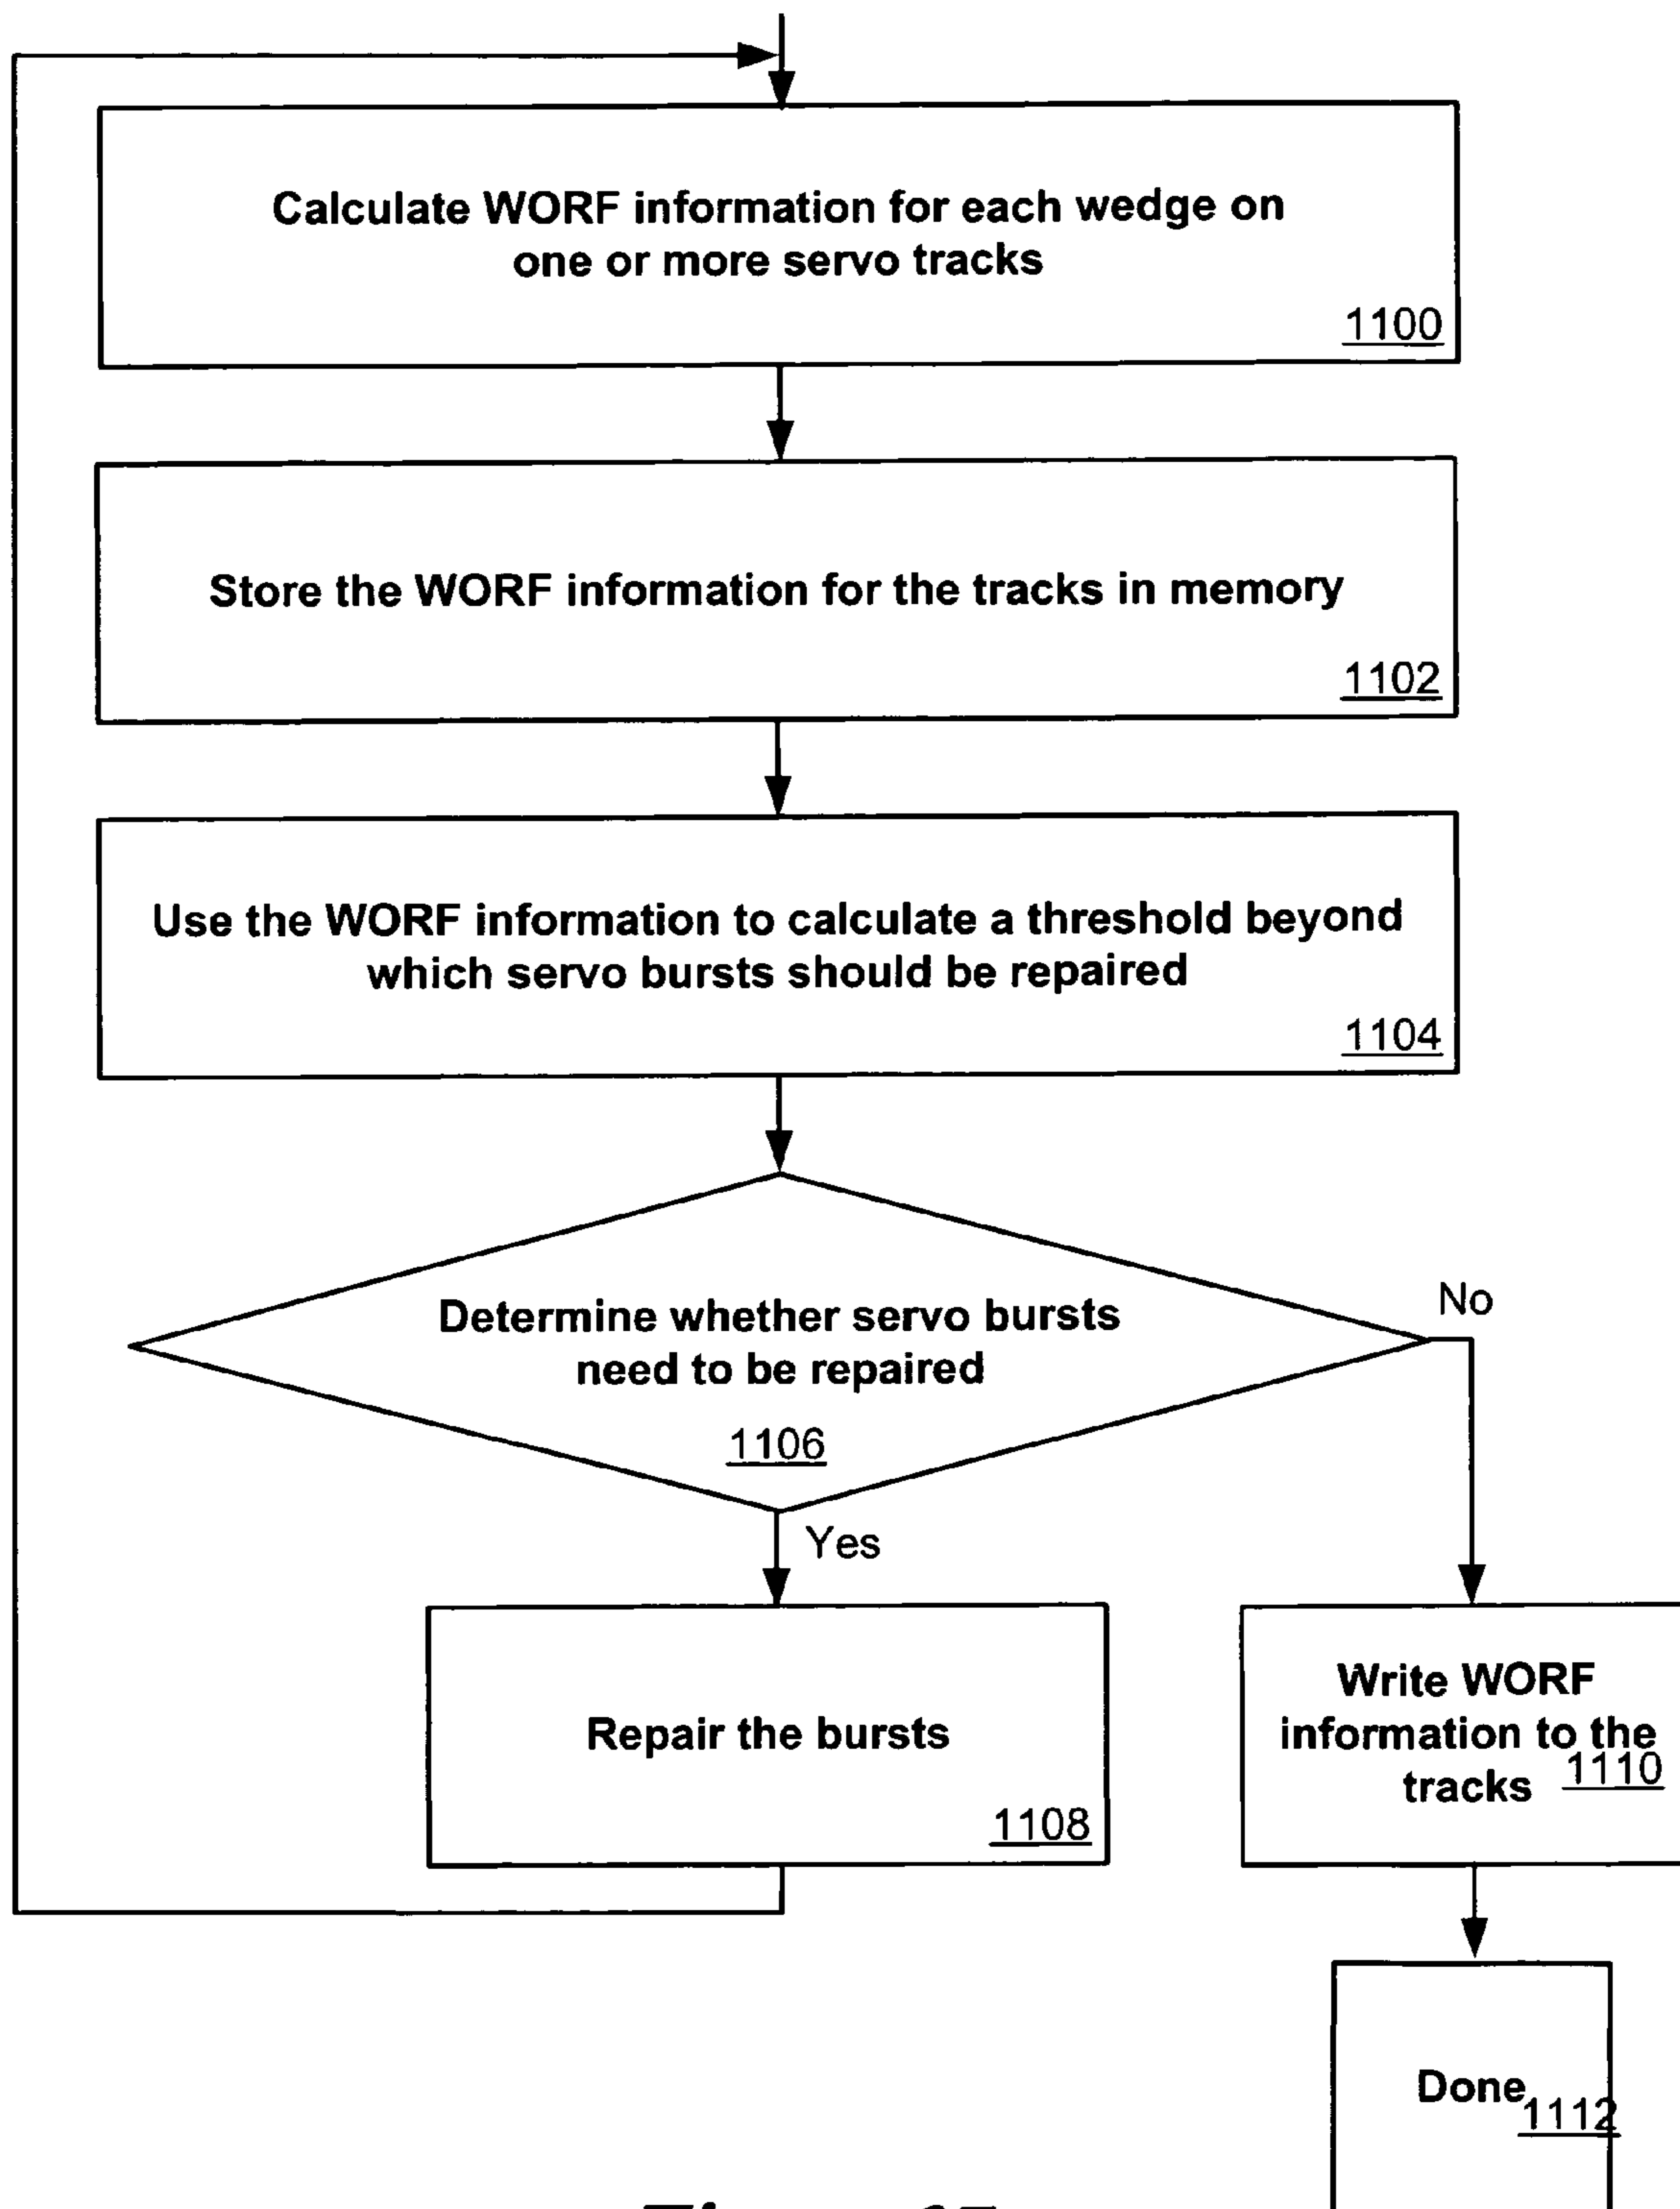 Calculate WORF information for each wedge on
one or more servo tracks
1100
Store the WORF information for the tracks in memory
1102
Use the WORF information to calculate a threshold beyond
which servo bursts should be repaired
1104
Determine whether servo bursts
need to be repaired
1106
No
Yes
Repair the bursts
1108
Write WORF
information to the
tracks 1110
Done
1112